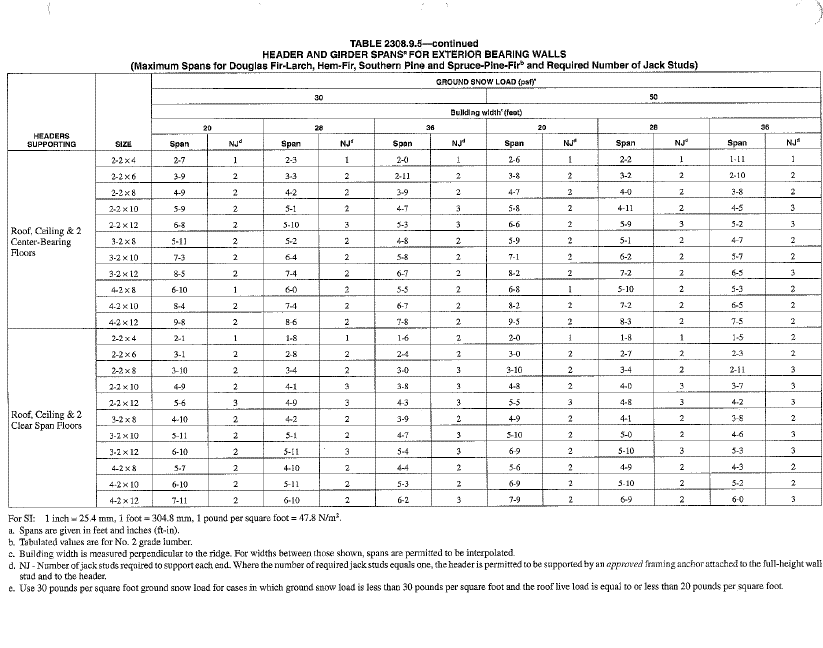 TABLE 2308.9.5—continued
HEADER AND GIRDER SPANSa FOR EXTERIOR BEARING WALLS
(Maximum Spans for Douglas Fir-Larch, Hem-Fir, Southern Pine and Spruce-Pine-Firb and Required Number of Jack Studs)
GROUND SNOW LOAD (psf)e
30 50
Building widthc (feet)
20 28 36 20 28 36
HEADERS SUPPORTING SIZE Span NJd Span NJd Span NJd Span NJd Span NJd Span NJd
Roof, Ceiling & 2 Center-Bearing Floors
2-2 x 4 2-7 1 2-3 1 2-0 1 2-6 1 2-2 1 1-11 1
2-2 x 6 3-9 2 3-3 2 2-11 2 3-8 2 3-2 2 2-10 2
2-2 x 8 4-9 2 4-2 2 3-9 2 4-7 2 4-0 2 3-8 2
2-2 x 10 5-9 2 5-1 2 4-7 3 5-8 2 4-11 2 4-5 3
2-2 x 12 6-8 2 5-10 3 5-3 3 6-6 2 5-9 3 5-2 3
3-2 x 8 5-11 2 5-2 2 4-8 2 5-9 2 5-1 2 4-7 2
3-2 x 10 7-3 2 6-4 2 5-8 2 7-1 2 6-2 2 5-7 2
3-2 x 12 8-5 2 7-4 2 6-7 2 8-2 2 7-2 2 6-5 3
4-2 x 8 6-10 1 6-0 2 5-5 2 6-8 1 5-10 2 5-3 2
4-2 x 10 8-4 2 7-4 2 6-7 2 8-2 2 7-2 2 6-5 2
4-2 x 12 9-8 2 8-6 2 7-8 2 9-5 2 8-3 2 7-5 2
Roof, Ceiling & 2 Clear Span Floors
2-2 x 4 2-1 1 1-8 1 1-6 2 2-0 1 1-8 1 1-5 2
2-2 x 6 3-1 2 2-8 2 2-4 2 3-0 2 2-7 2 2-3 2
2-2 x 8 3-10 2 3-4 2 3-0 3 3-10 2 3-4 2 2-11 3
2-2 x 10 4-9 2 4-1 3 3-8 3 4-8 2 4-0 3 3-7 3
2-2 x 12 5-6 3 4-9 3 4-3 3 5-5 3 4-8 3 4-2 3
3-2 x 8 4-10 2 4-2 2 3-9 2 4-9 2 4-1 2 3-8 2
3-2 x 10 5-11 2 5-1 2 4-7 3 5-10 2 5-0 2 4-6 3
3-2 x 12 6-10 2 5-11 3 5-4 3 6-9 2 5-10 3 5-3 3
4-2 x 8 5-7 2 4-10 2 4-4 2 5-6 2 4-9 2 4-3 2
4-2 x 10 6-10 2 5-11 2 5-3 2 6-9 2 5-10 2 5-2 2
4-2 x 12 7-11 2 6-10 2 6-2 3 7-9 2 6-9 2 6-0 3
For SI: 1 inch = 25.4 mm, 1 foot = 304.8 mm, 1 pound per square foot = 47.8 N/m².
a. Spans are given in feet and inches (ft-in).
b. Tabulated values are for No. 2 grade lumber.
c. Building width is measured perpendicular to the ridge. For widths between those shown, spans are permitted to be interpolated.
d. NJ - Number of jack studs required to support each end. Where the number of required jack studs equals one, the header is permitted to be supported by an approved framing anchor attached to the full-height wall
stud and to the header.
e. Use 30 pounds per square foot ground snow load for cases in which ground snow load is less than 30 pounds per square foot and the roof live load is equal to or less than 20 pounds per square foot.